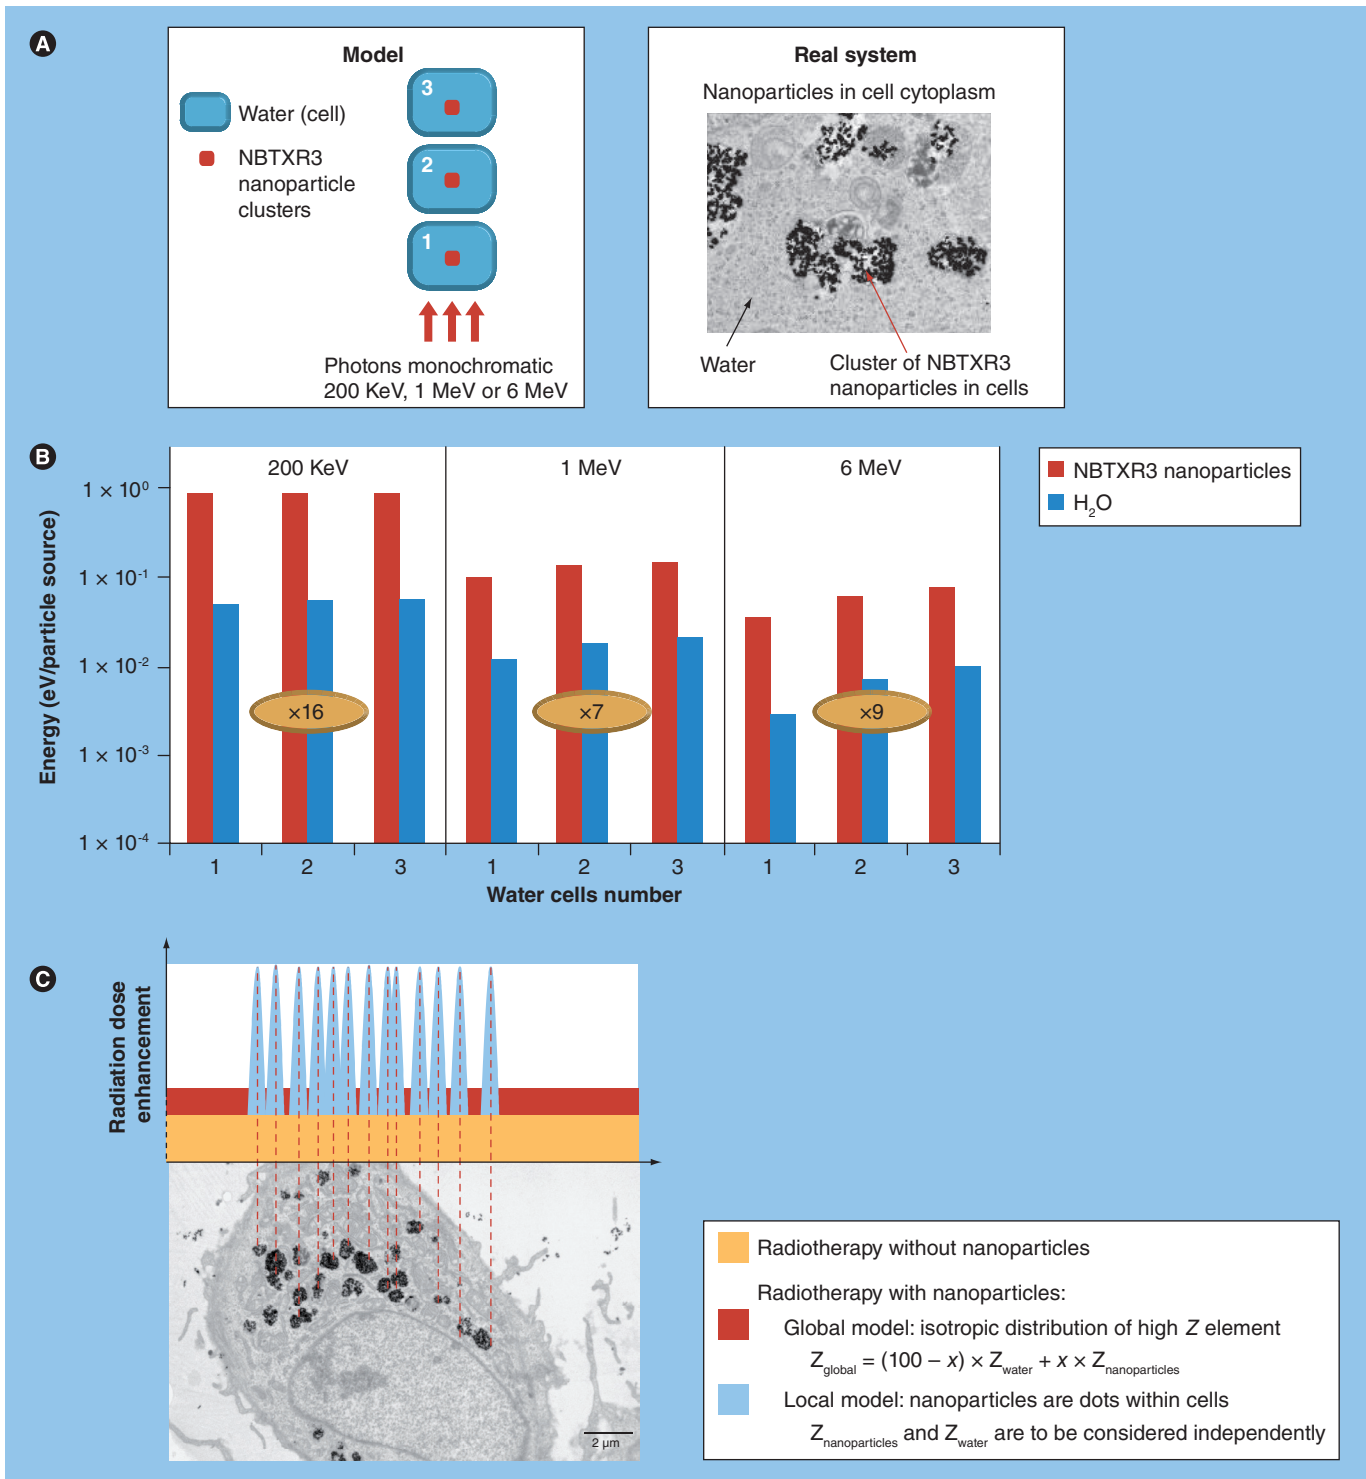 A
Model
Water (cell)
NBTXR3
nanoparticle
clusters
3
2
1
Photons monochromatic
200 KeV, 1 MeV or 6 MeV
Real system
Nanoparticles in cell cytoplasm
Water
Cluster of NBTXR3
nanoparticles in cells
B
Energy (eV/particle source)
1 × 10⁰
1 × 10⁻¹
1 × 10⁻²
1 × 10⁻³
1 × 10⁻⁴
200 KeV
1 MeV
6 MeV
×16
×7
×9
1 2 3 1 2 3 1 2 3
Water cells number
NBTXR3 nanoparticles
H₂O
C
Radiation dose
enhancement
2 µm
Radiotherapy without nanoparticles
Radiotherapy with nanoparticles:
Global model: isotropic distribution of high Z element
Zglobal = (100 – x) × Zwater + x × Znanoparticles
Local model: nanoparticles are dots within cells
Znanoparticles and Zwater are to be considered independently